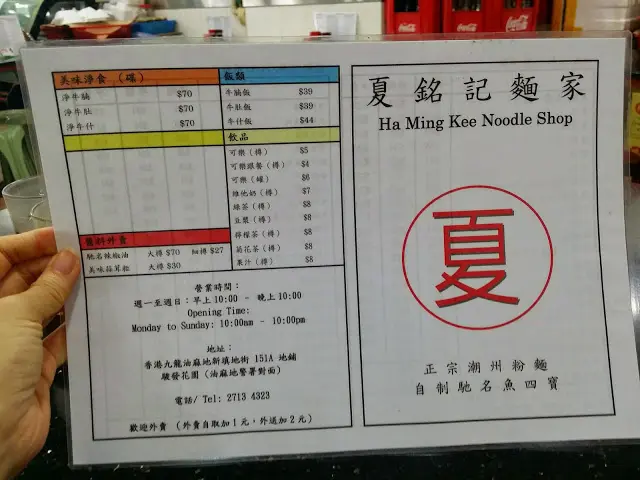 美味淨食 （碟）
淨牛腩 $70
淨牛肚 $70
淨牛什 $70
醬料外賣
馳名辣椒油 大樽 $70 細樽 $27
美味蒜茸䜴 大樽 $30
飯類
牛腩飯 $39
牛肚飯 $39
牛什飯 $44
飲品
可樂（樽） $5
可樂跟餐（樽） $4
可樂（罐） $6
維他奶（樽） $7
綠茶（樽） $8
豆漿（樽） $8
檸檬茶（樽） $8
菊花茶（樽） $8
果汁（樽） $8
營業時間：
週一至週日：早上10:00 - 晚上10:00
Opening Time:
Monday to Sunday: 10:00am - 10:00pm
地址：
香港九龍油麻地新填地街 151A 地鋪
駿發花園（油麻地警署對面）
電話/ Tel: 2713 4323
歡迎外賣 （外賣自取加1元，外送加2元）
夏銘記麵家
Ha Ming Kee Noodle Shop
夏
正宗潮州粉麵
自制馳名魚四寶
Coca-Cola